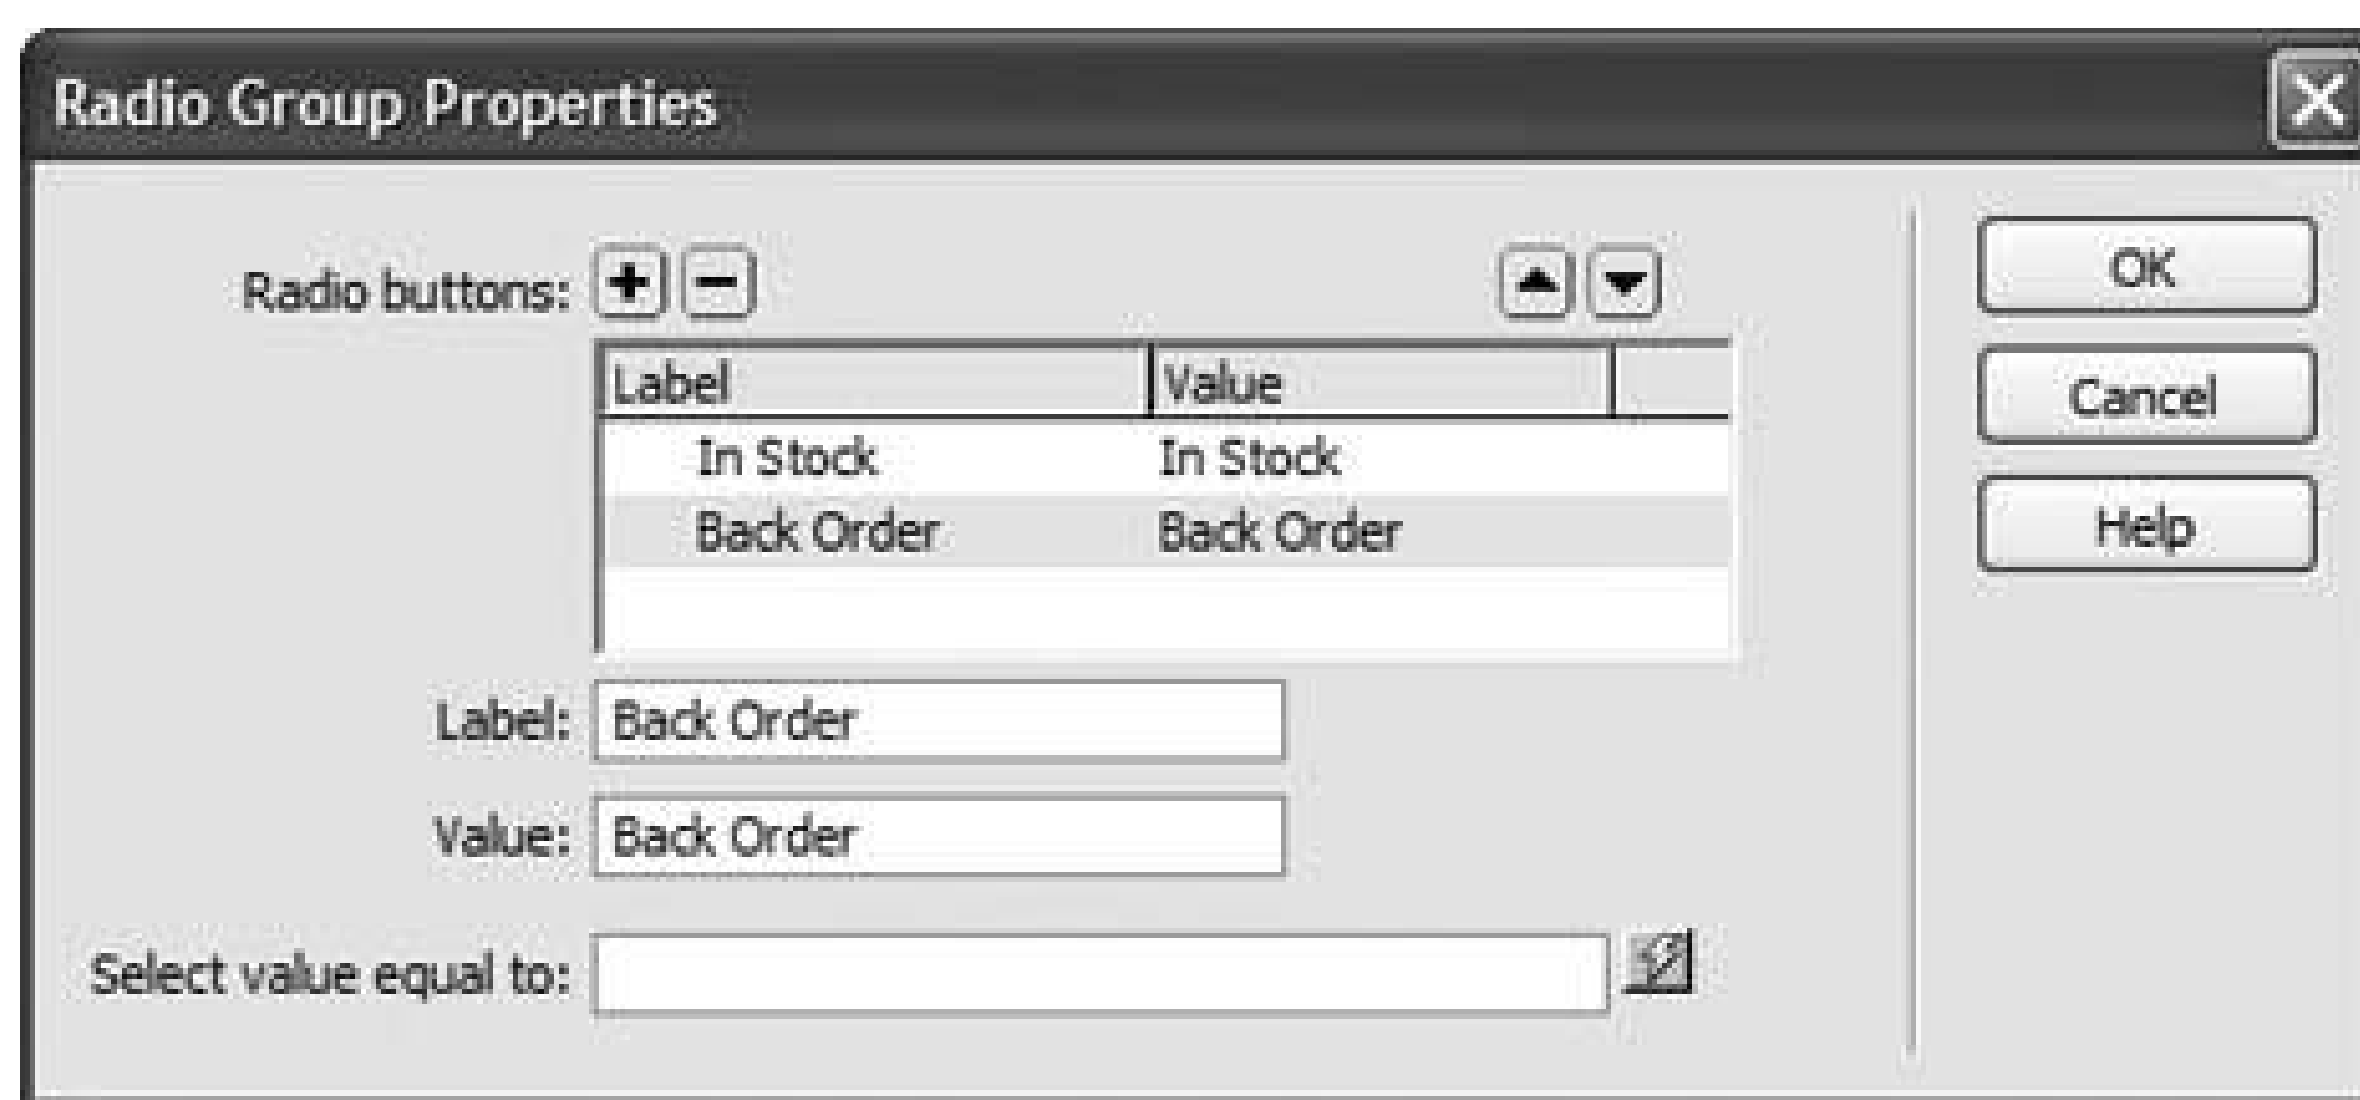 Radio Group Properties
Radio buttons:
Label Value
In Stock In Stock
Back Order Back Order
Label: Back Order
Value: Back Order
Select value equal to:
OK
Cancel
Help